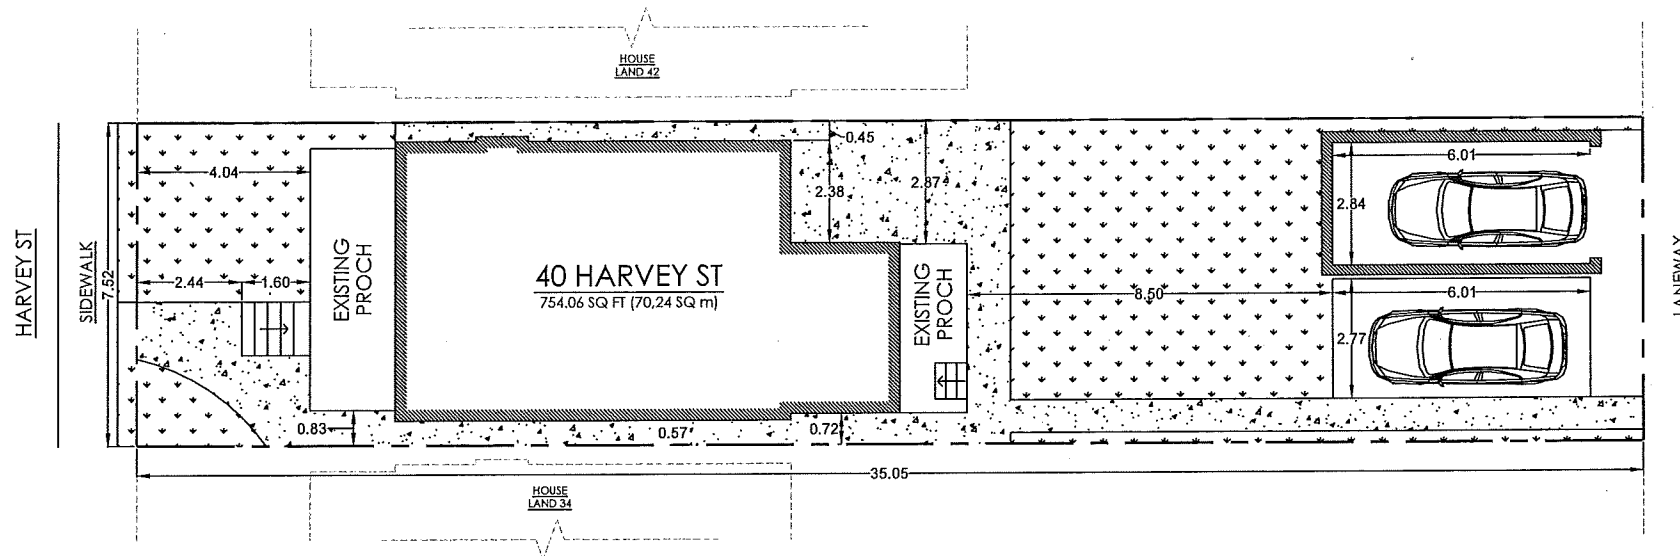 HOUSE
LAND 42
HARVEY ST
SIDEWALK
7.52
4.04
2.44
1.60
EXISTING
PROCH
40 HARVEY ST
754.06 SQ FT (70,24 SQ m)
0.45
2.38
2.87
EXISTING
PROCH
8.50
6.01
2.84
6.01
2.77
LANEWAY
0.83
0.57
0.72
35.05
HOUSE
LAND 34